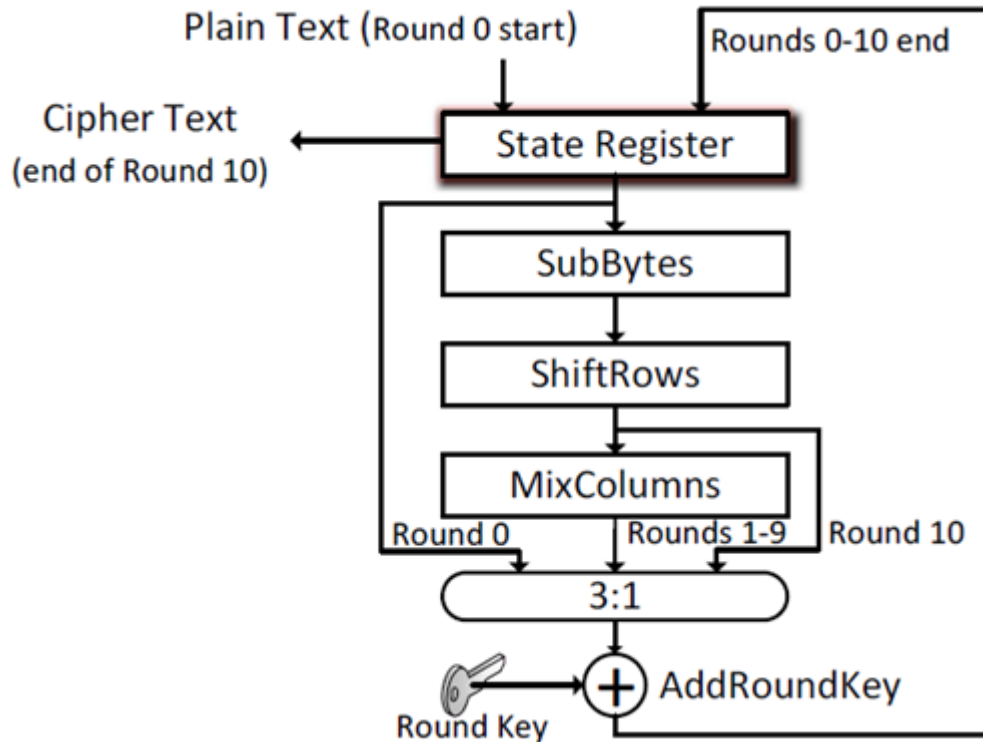 Plain Text (Round 0 start)
Rounds 0-10 end
Cipher Text
(end of Round 10)
State Register
SubBytes
ShiftRows
MixColumns
Round 0
Rounds 1-9
Round 10
3:1
+
AddRoundKey
Round Key